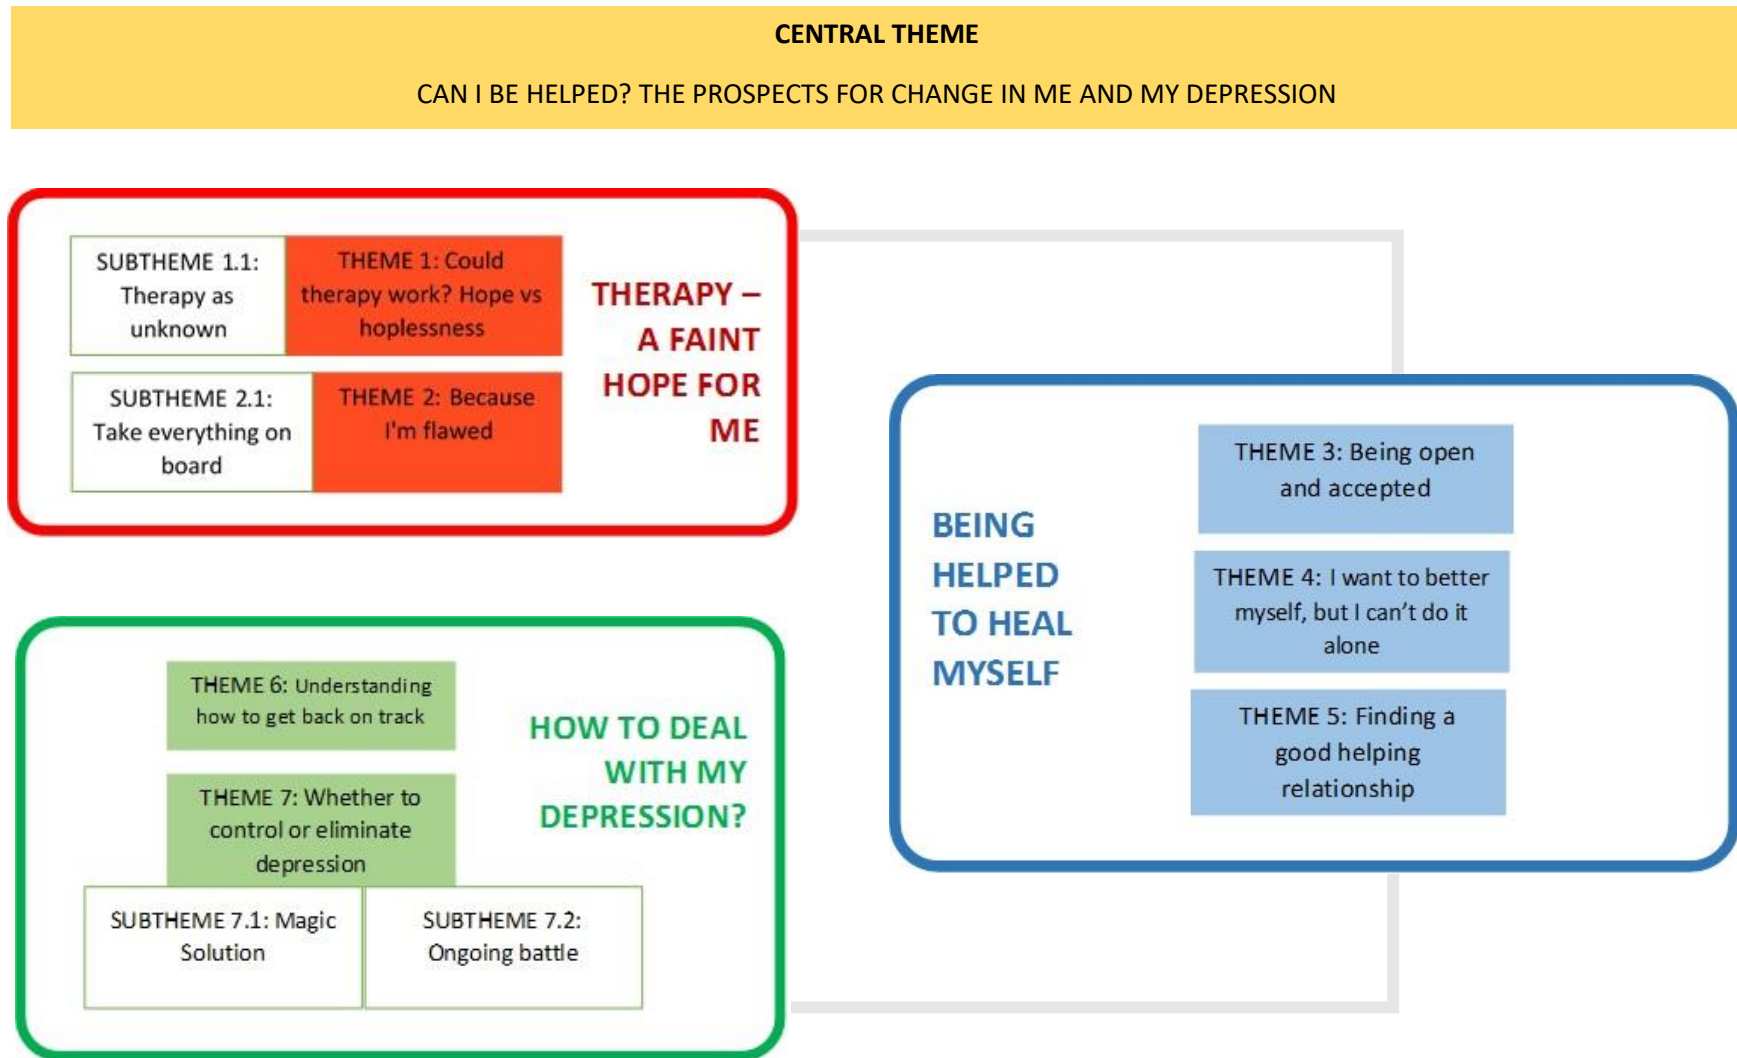 CENTRAL THEME
CAN I BE HELPED? THE PROSPECTS FOR CHANGE IN ME AND MY DEPRESSION
SUBTHEME 1.1:
Therapy as
unknown
THEME 1: Could
therapy work? Hope vs
hoplessness
SUBTHEME 2.1:
Take everything on
board
THEME 2: Because
I'm flawed
THERAPY –
A FAINT
HOPE FOR
ME
BEING
HELPED
TO HEAL
MYSELF
THEME 3: Being open
and accepted
THEME 4: I want to better
myself, but I can’t do it
alone
THEME 5: Finding a
good helping
relationship
THEME 6: Understanding
how to get back on track
THEME 7: Whether to
control or eliminate
depression
SUBTHEME 7.1: Magic
Solution
SUBTHEME 7.2:
Ongoing battle
HOW TO DEAL
WITH MY
DEPRESSION?